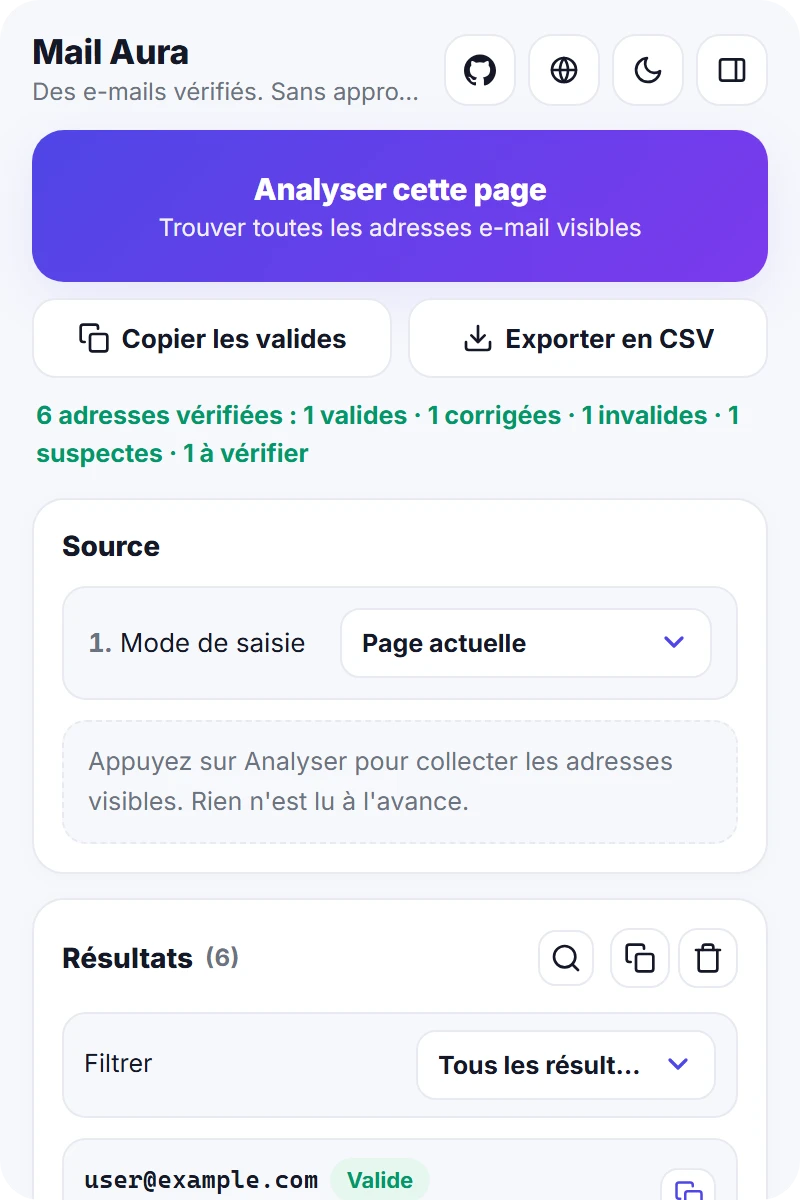 Mail Aura
Des e-mails vérifiés. Sans appro...
Analyser cette page
Trouver toutes les adresses e-mail visibles
Copier les valides
Exporter en CSV
6 adresses vérifiées : 1 valides · 1 corrigées · 1 invalides · 1
suspectes · 1 à vérifier
Source
1. Mode de saisie
Page actuelle
Appuyez sur Analyser pour collecter les adresses
visibles. Rien n'est lu à l'avance.
Résultats (6)
Filtrer
Tous les résult...
user@example.com Valide